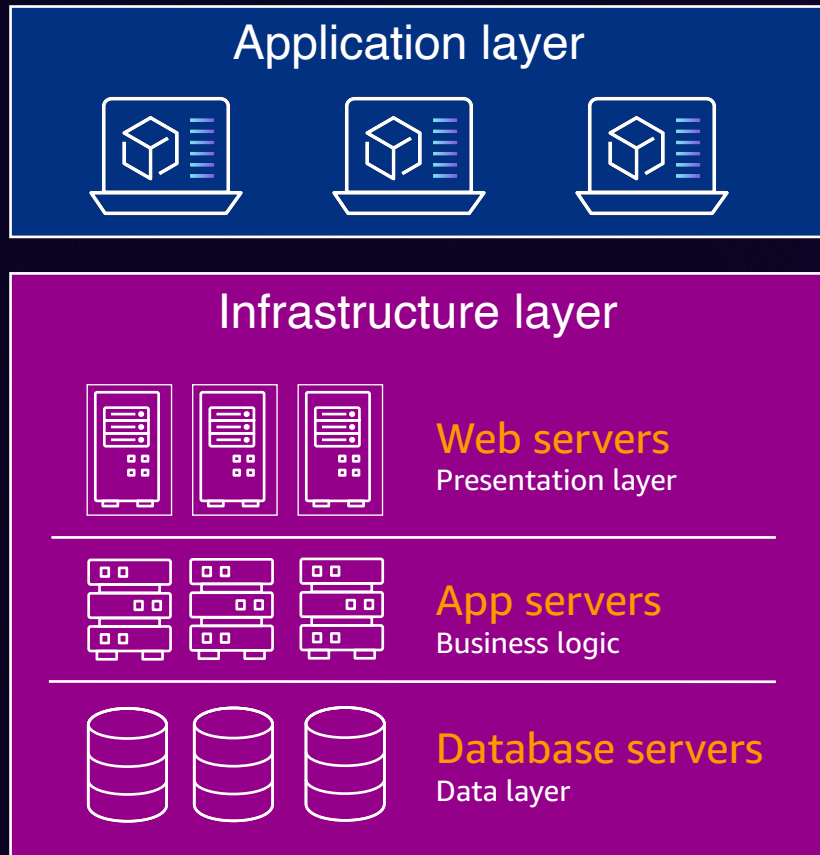 Application layer
Infrastructure layer
Web servers
Presentation layer
App servers
Business logic
Database servers
Data layer